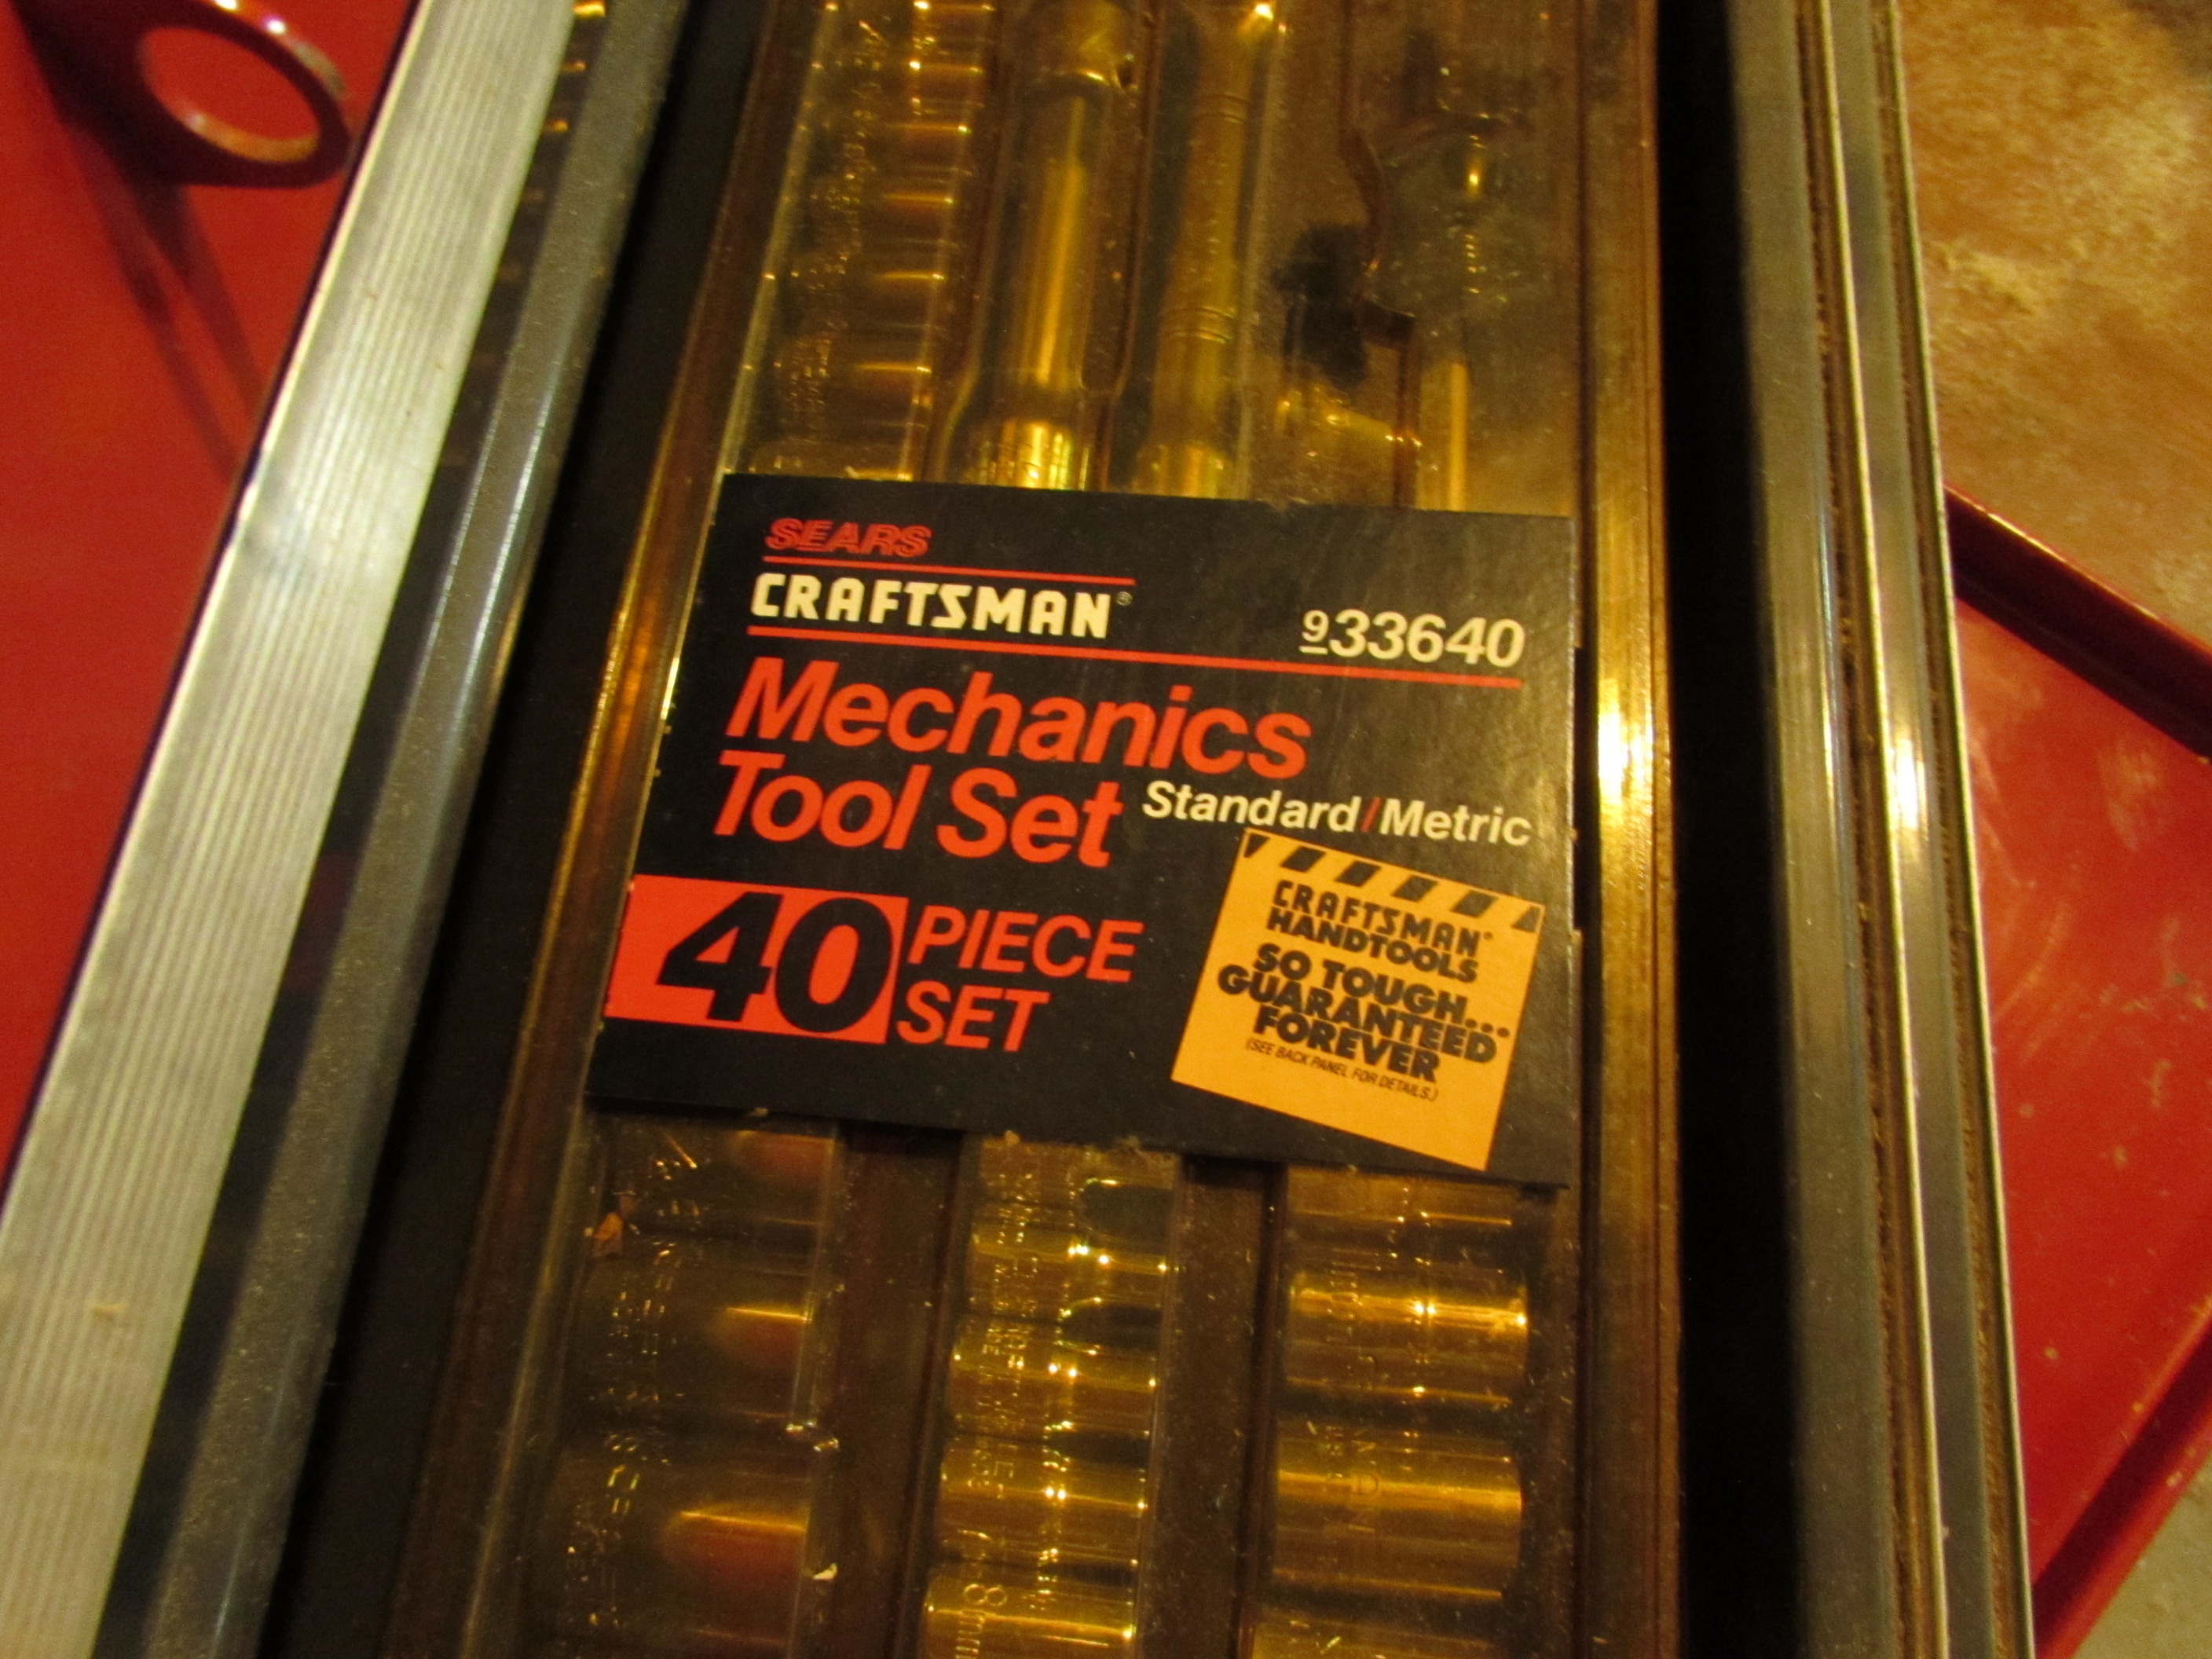 SEARS
CRAFTSMAN®
933640
Mechanics
Tool Set Standard/Metric
40 PIECE
SET
CRAFTSMAN®
HANDTOOLS
SO TOUGH...
GUARANTEED
FOREVER
(SEE BACK PANEL FOR DETAILS.)
8mm